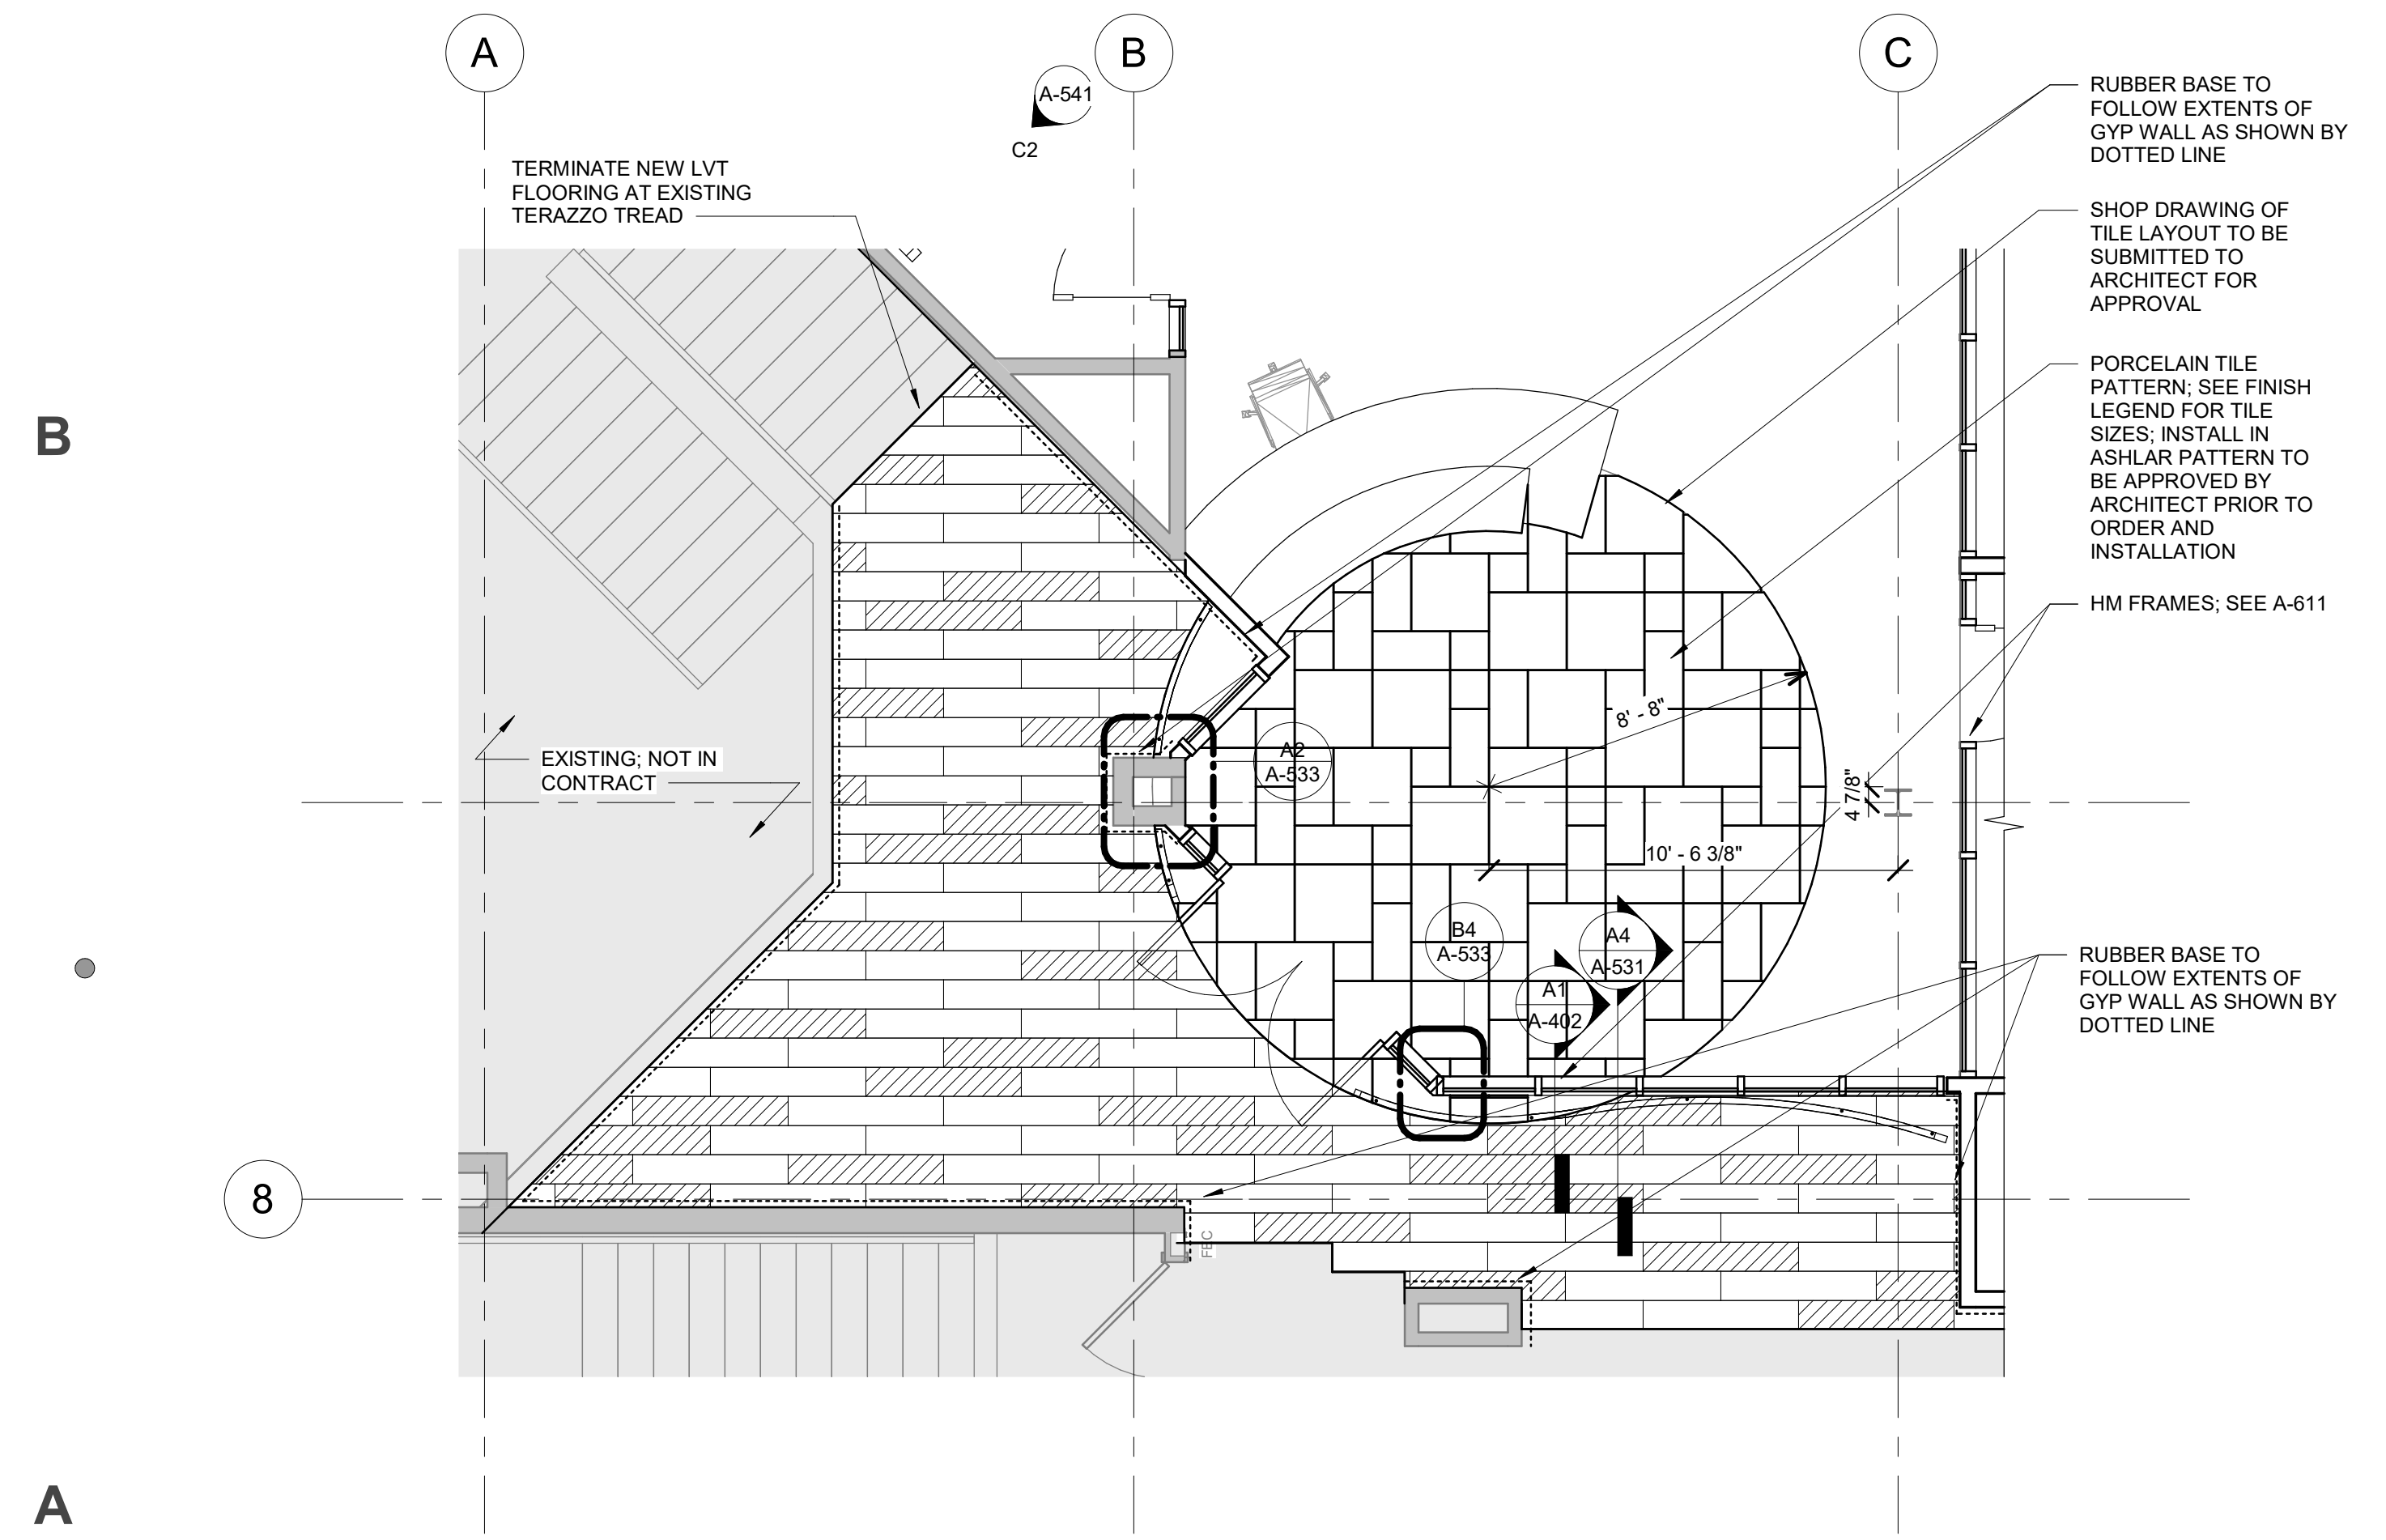 A
B
C
A-541
C2
TERMINATE NEW LVT
FLOORING AT EXISTING
TERAZZO TREAD
RUBBER BASE TO
FOLLOW EXTENTS OF
GYP WALL AS SHOWN BY
DOTTED LINE
SHOP DRAWING OF
TILE LAYOUT TO BE
SUBMITTED TO
ARCHITECT FOR
APPROVAL
PORCELAIN TILE
PATTERN; SEE FINISH
LEGEND FOR TILE
SIZES; INSTALL IN
ASHLAR PATTERN TO
BE APPROVED BY
ARCHITECT PRIOR TO
ORDER AND
INSTALLATION
HM FRAMES; SEE A-611
B
8' - 8"
EXISTING; NOT IN
CONTRACT
A2
A-533
4 7/8"
10' - 6 3/8"
B4
A-533
A4
A-531
A1
A-402
RUBBER BASE TO
FOLLOW EXTENTS OF
GYP WALL AS SHOWN BY
DOTTED LINE
8
FEC
A